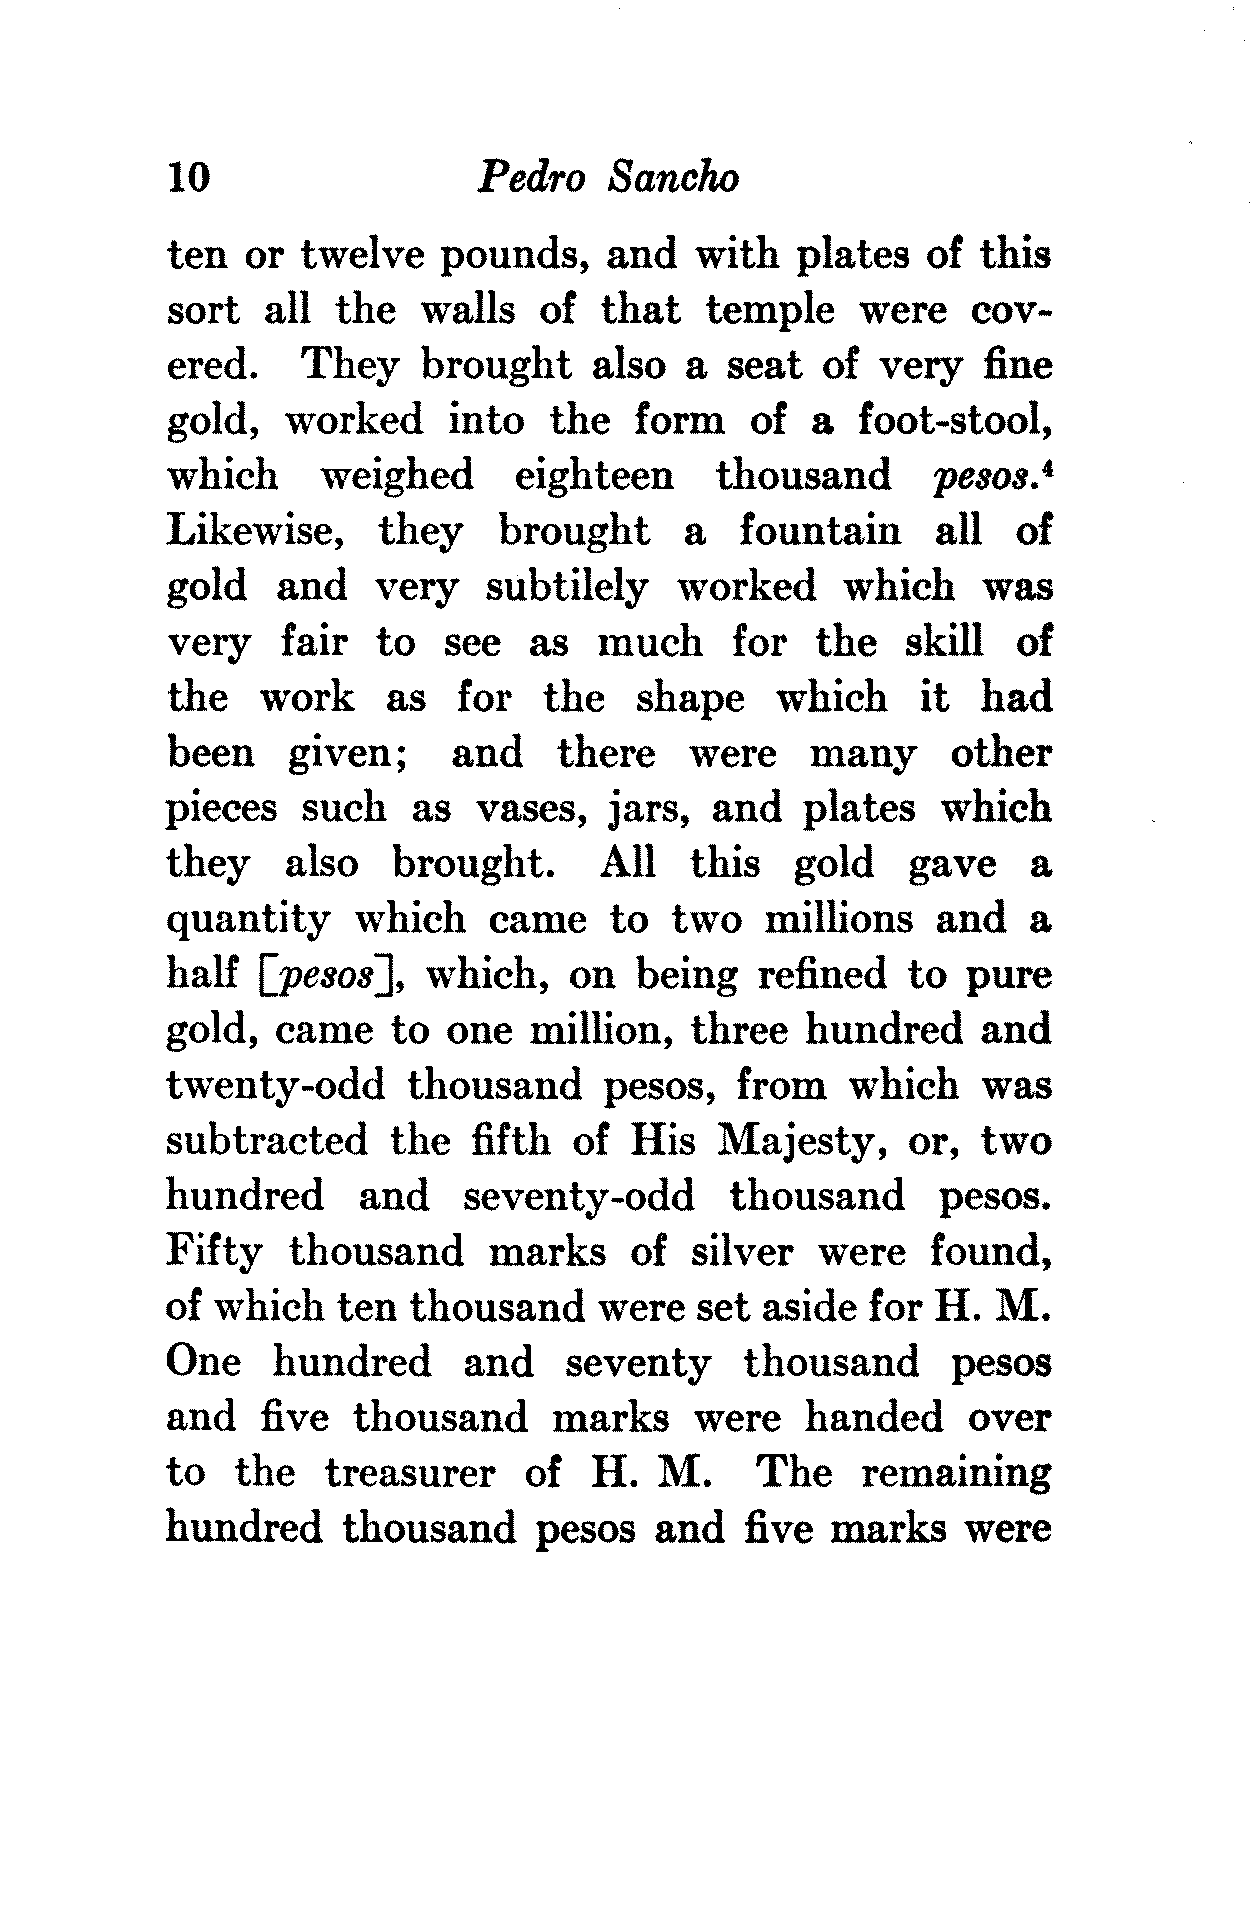 10 Pedro Sancho
ten or twelve pounds, and with plates of this
sort all the walls of that temple were cov-
ered. They brought also a seat of very fine
gold, worked into the form of a foot-stool,
which weighed eighteen thousand pesos.⁴
Likewise, they brought a fountain all of
gold and very subtilely worked which was
very fair to see as much for the skill of
the work as for the shape which it had
been given; and there were many other
pieces such as vases, jars, and plates which
they also brought. All this gold gave a
quantity which came to two millions and a
half [pesos], which, on being refined to pure
gold, came to one million, three hundred and
twenty-odd thousand pesos, from which was
subtracted the fifth of His Majesty, or, two
hundred and seventy-odd thousand pesos.
Fifty thousand marks of silver were found,
of which ten thousand were set aside for H. M.
One hundred and seventy thousand pesos
and five thousand marks were handed over
to the treasurer of H. M. The remaining
hundred thousand pesos and five marks were